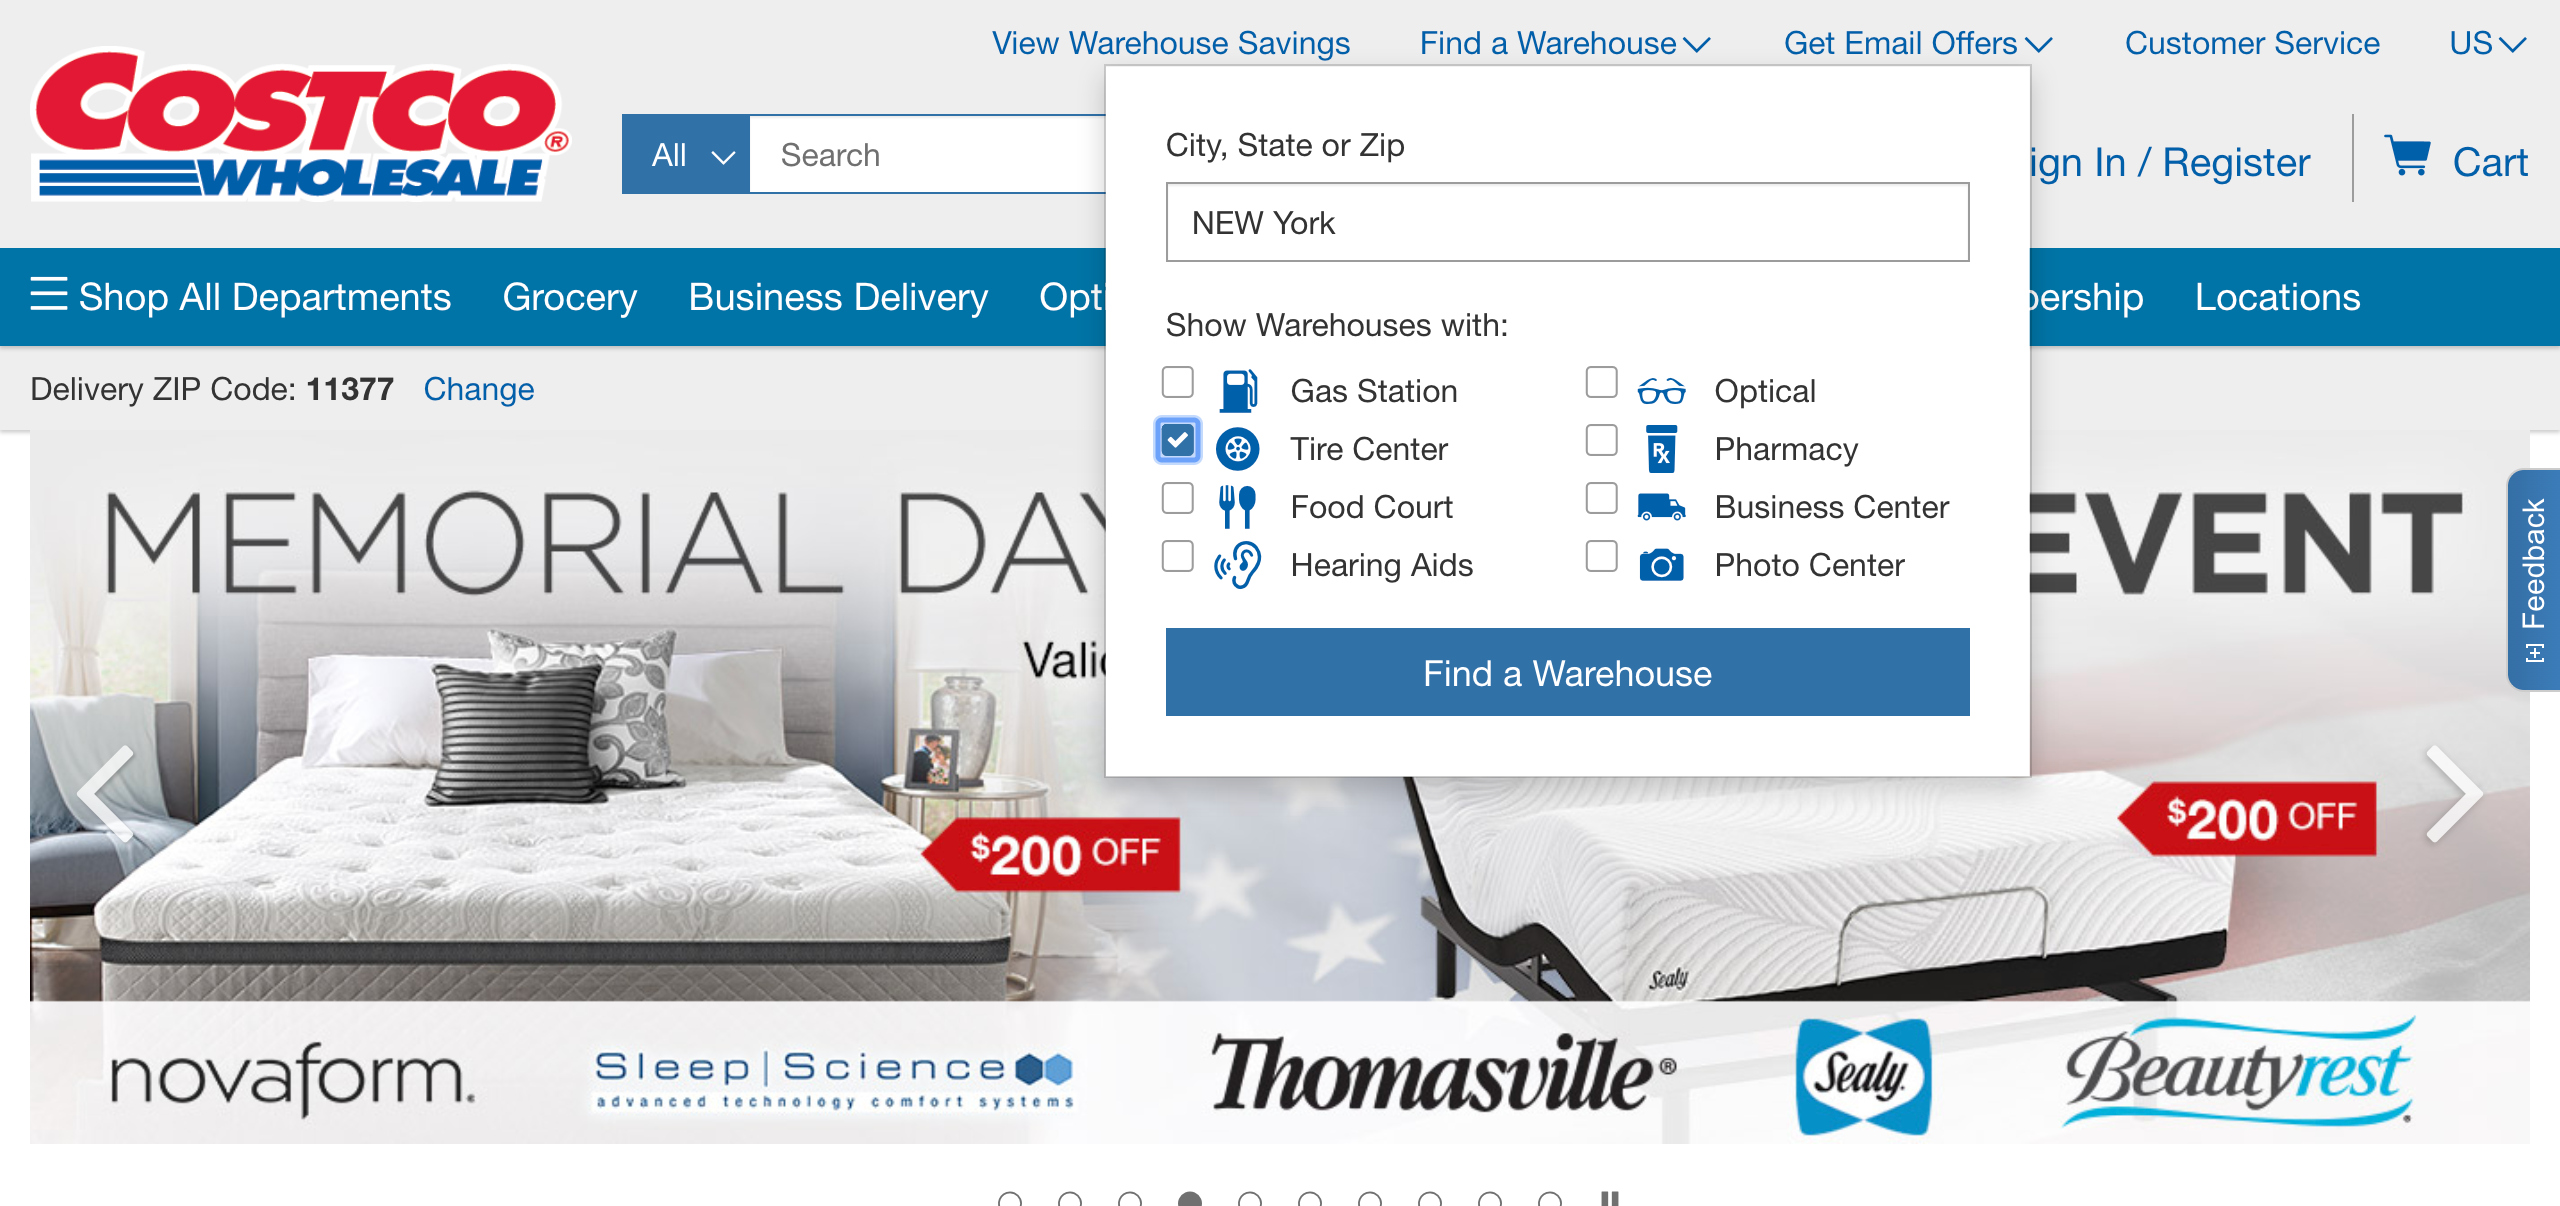 View Warehouse Savings Find a Warehouse Get Email Offers Customer Service US
COSTCO®
WHOLESALE
All Search
City, State or Zip
NEW York
ign In / Register Cart
Shop All Departments Grocery Business Delivery Opti
bership Locations
Show Warehouses with:
Gas Station Optical
Tire Center Pharmacy
Food Court Business Center
Hearing Aids Photo Center
Find a Warehouse
Delivery ZIP Code: 11377 Change
MEMORIAL DAY EVENT
Vali
[+] Feedback
$200 OFF
$200 OFF
Sealy
novaform.
Sleep|Science
advanced technology comfort systems
Thomasville®
Sealy
Beautyrest